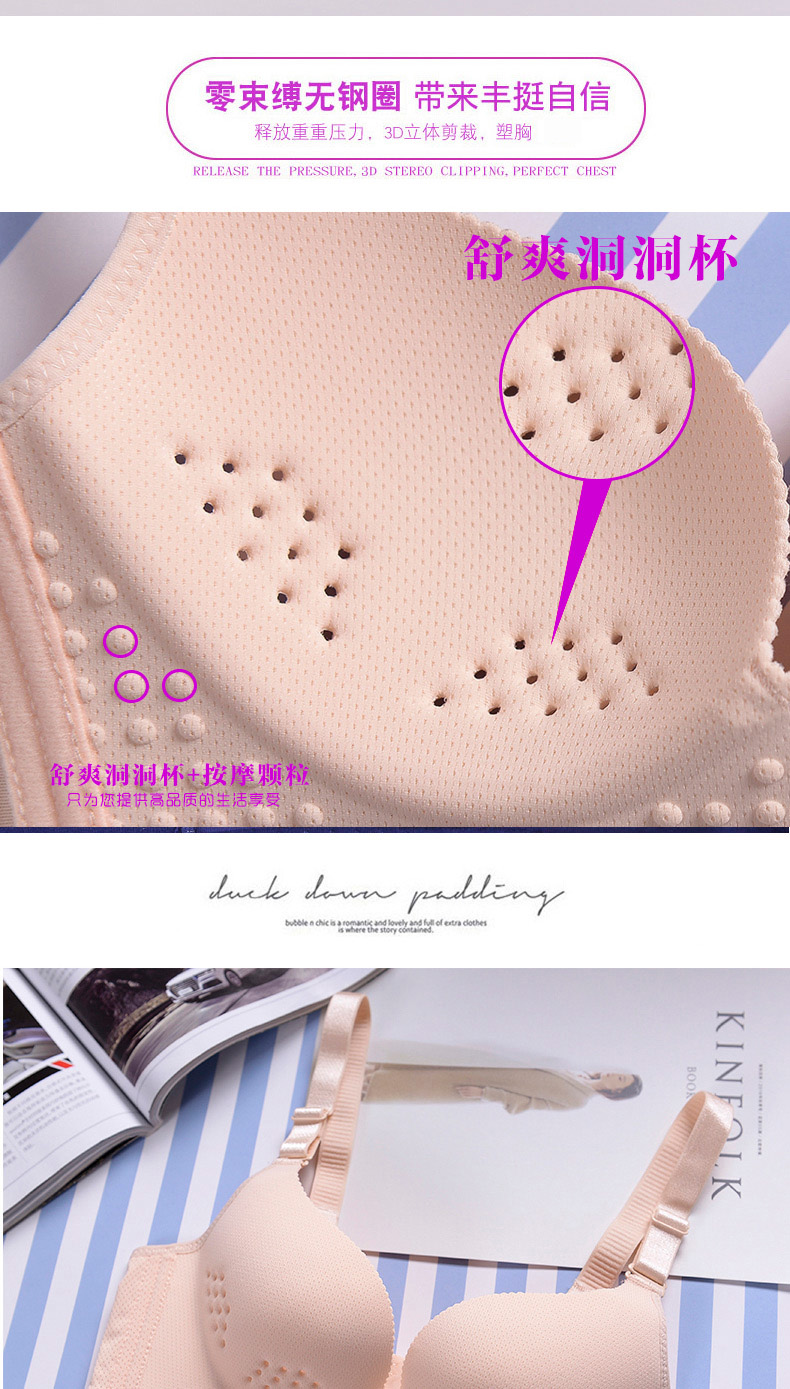 零束缚无钢圈 带来丰挺自信
释放重重压力，3D立体剪裁，塑胸
RELEASE THE PRESSURE,3D STEREO CLIPPING,PERFECT CHEST
舒爽洞洞杯
舒爽洞洞杯+按摩颗粒
只为您提供高品质的生活享受
duck down padding
bubble n chic is a romantic and lovely and full of extra clothes
is where the story contained.
KINFOLK